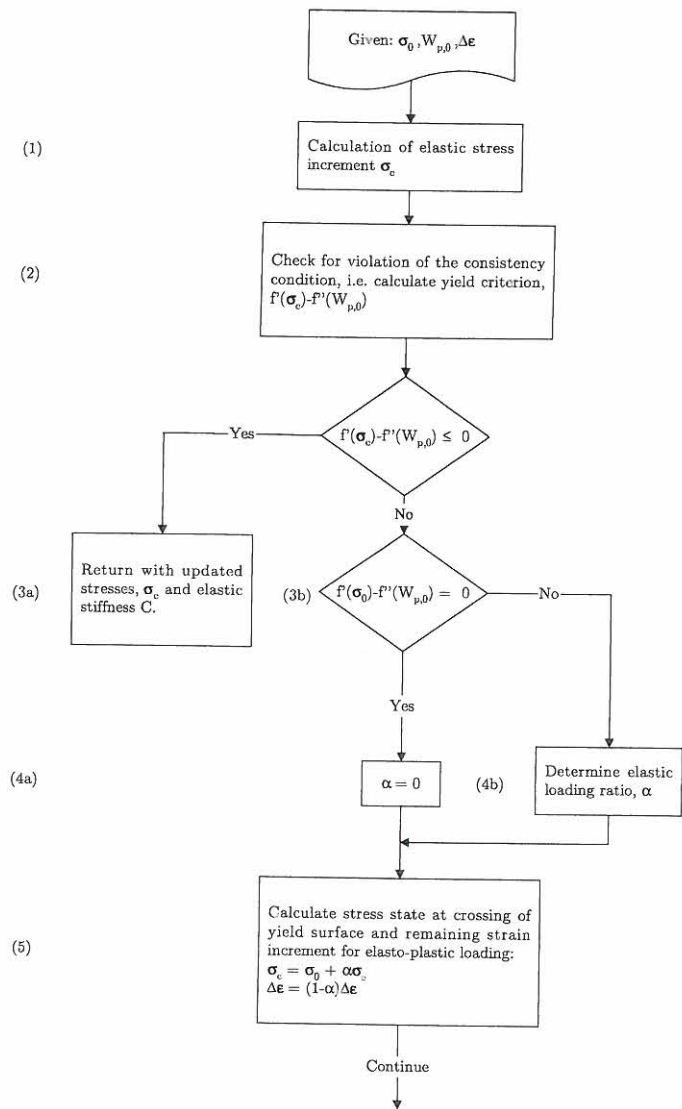 Given: σ₀,Wₚ,₀,Δε
(1)
Calculation of elastic stress
increment σₑ
(2)
Check for violation of the consistency
condition, i.e. calculate yield criterion,
f'(σₑ)-f''(Wₚ,₀)
f'(σₑ)-f''(Wₚ,₀) ≤ 0
Yes
No
(3a)
Return with updated
stresses, σₑ and elastic
stiffness C.
(3b)
f'(σ₀)-f''(Wₚ,₀) = 0
No
Yes
(4a)
α = 0
(4b)
Determine elastic
loading ratio, α
(5)
Calculate stress state at crossing of
yield surface and remaining strain
increment for elasto-plastic loading:
σ_c = σ₀ + ασₑ
Δε = (1-α)Δε
Continue